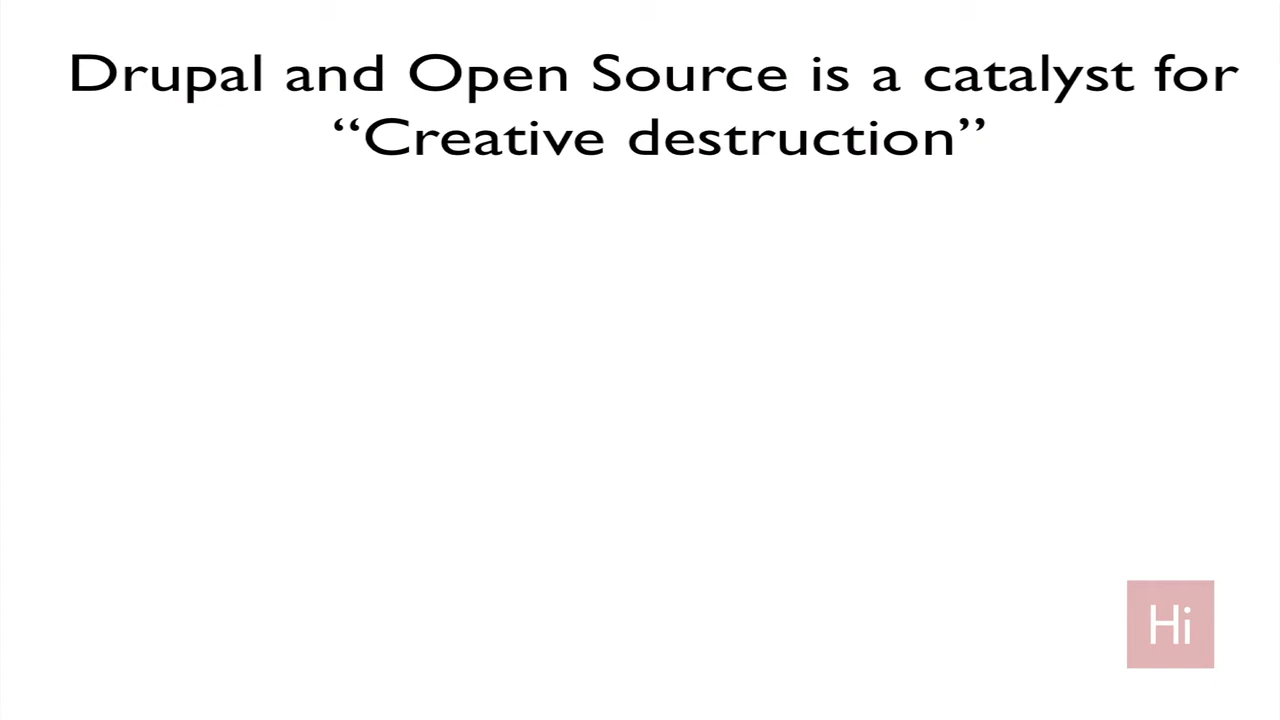 Drupal and Open Source is a catalyst for
“Creative destruction”
Hi